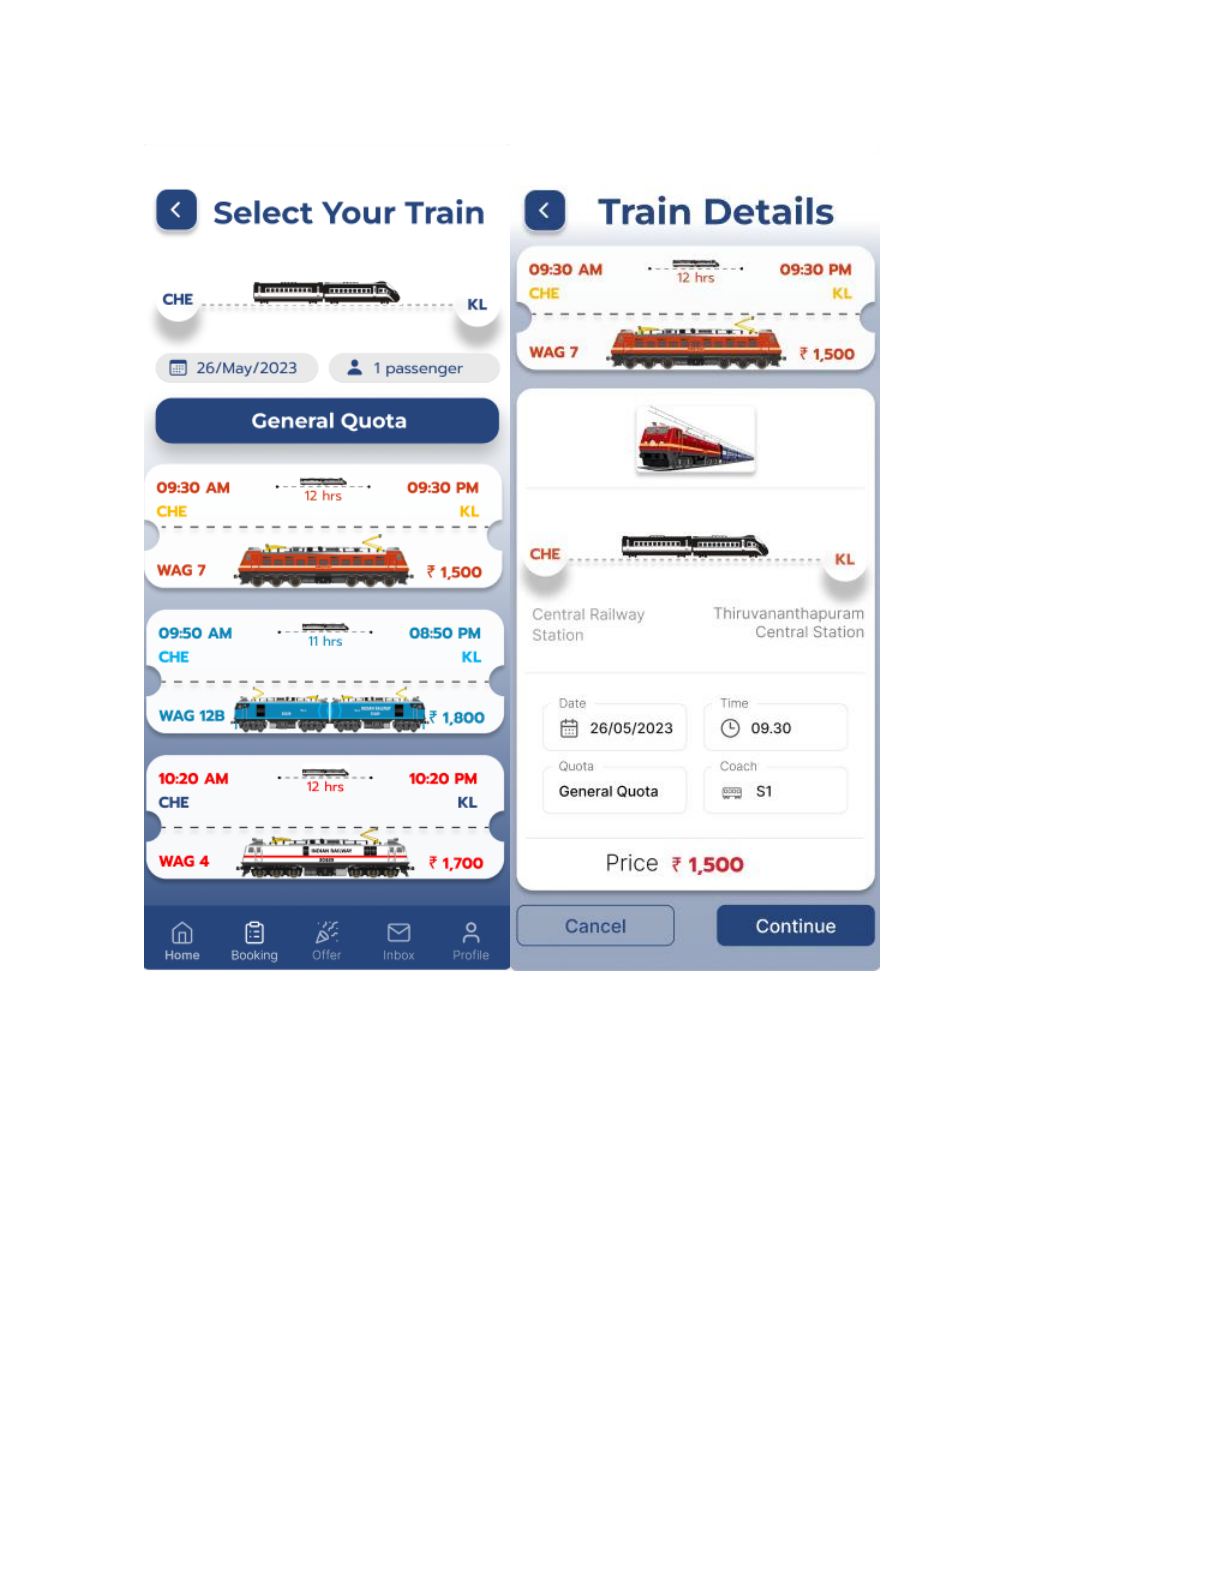 Select Your Train
CHE
KL
26/May/2023
1 passenger
General Quota
09:30 AM
12 hrs
09:30 PM
CHE
KL
WAG 7
₹ 1,500
09:50 AM
11 hrs
08:50 PM
CHE
KL
WAG 12B
INDIAN RAILWAY
₹ 1,800
10:20 AM
12 hrs
10:20 PM
CHE
KL
WAG 4
INDIAN RAILWAY
₹ 1,700
Home
Booking
Offer
Inbox
Profile
Train Details
09:30 AM
12 hrs
09:30 PM
CHE
KL
WAG 7
₹ 1,500
CHE
KL
Central Railway
Station
Thiruvananthapuram
Central Station
Date
26/05/2023
Time
09.30
Quota
General Quota
Coach
S1
Price ₹ 1,500
Cancel
Continue